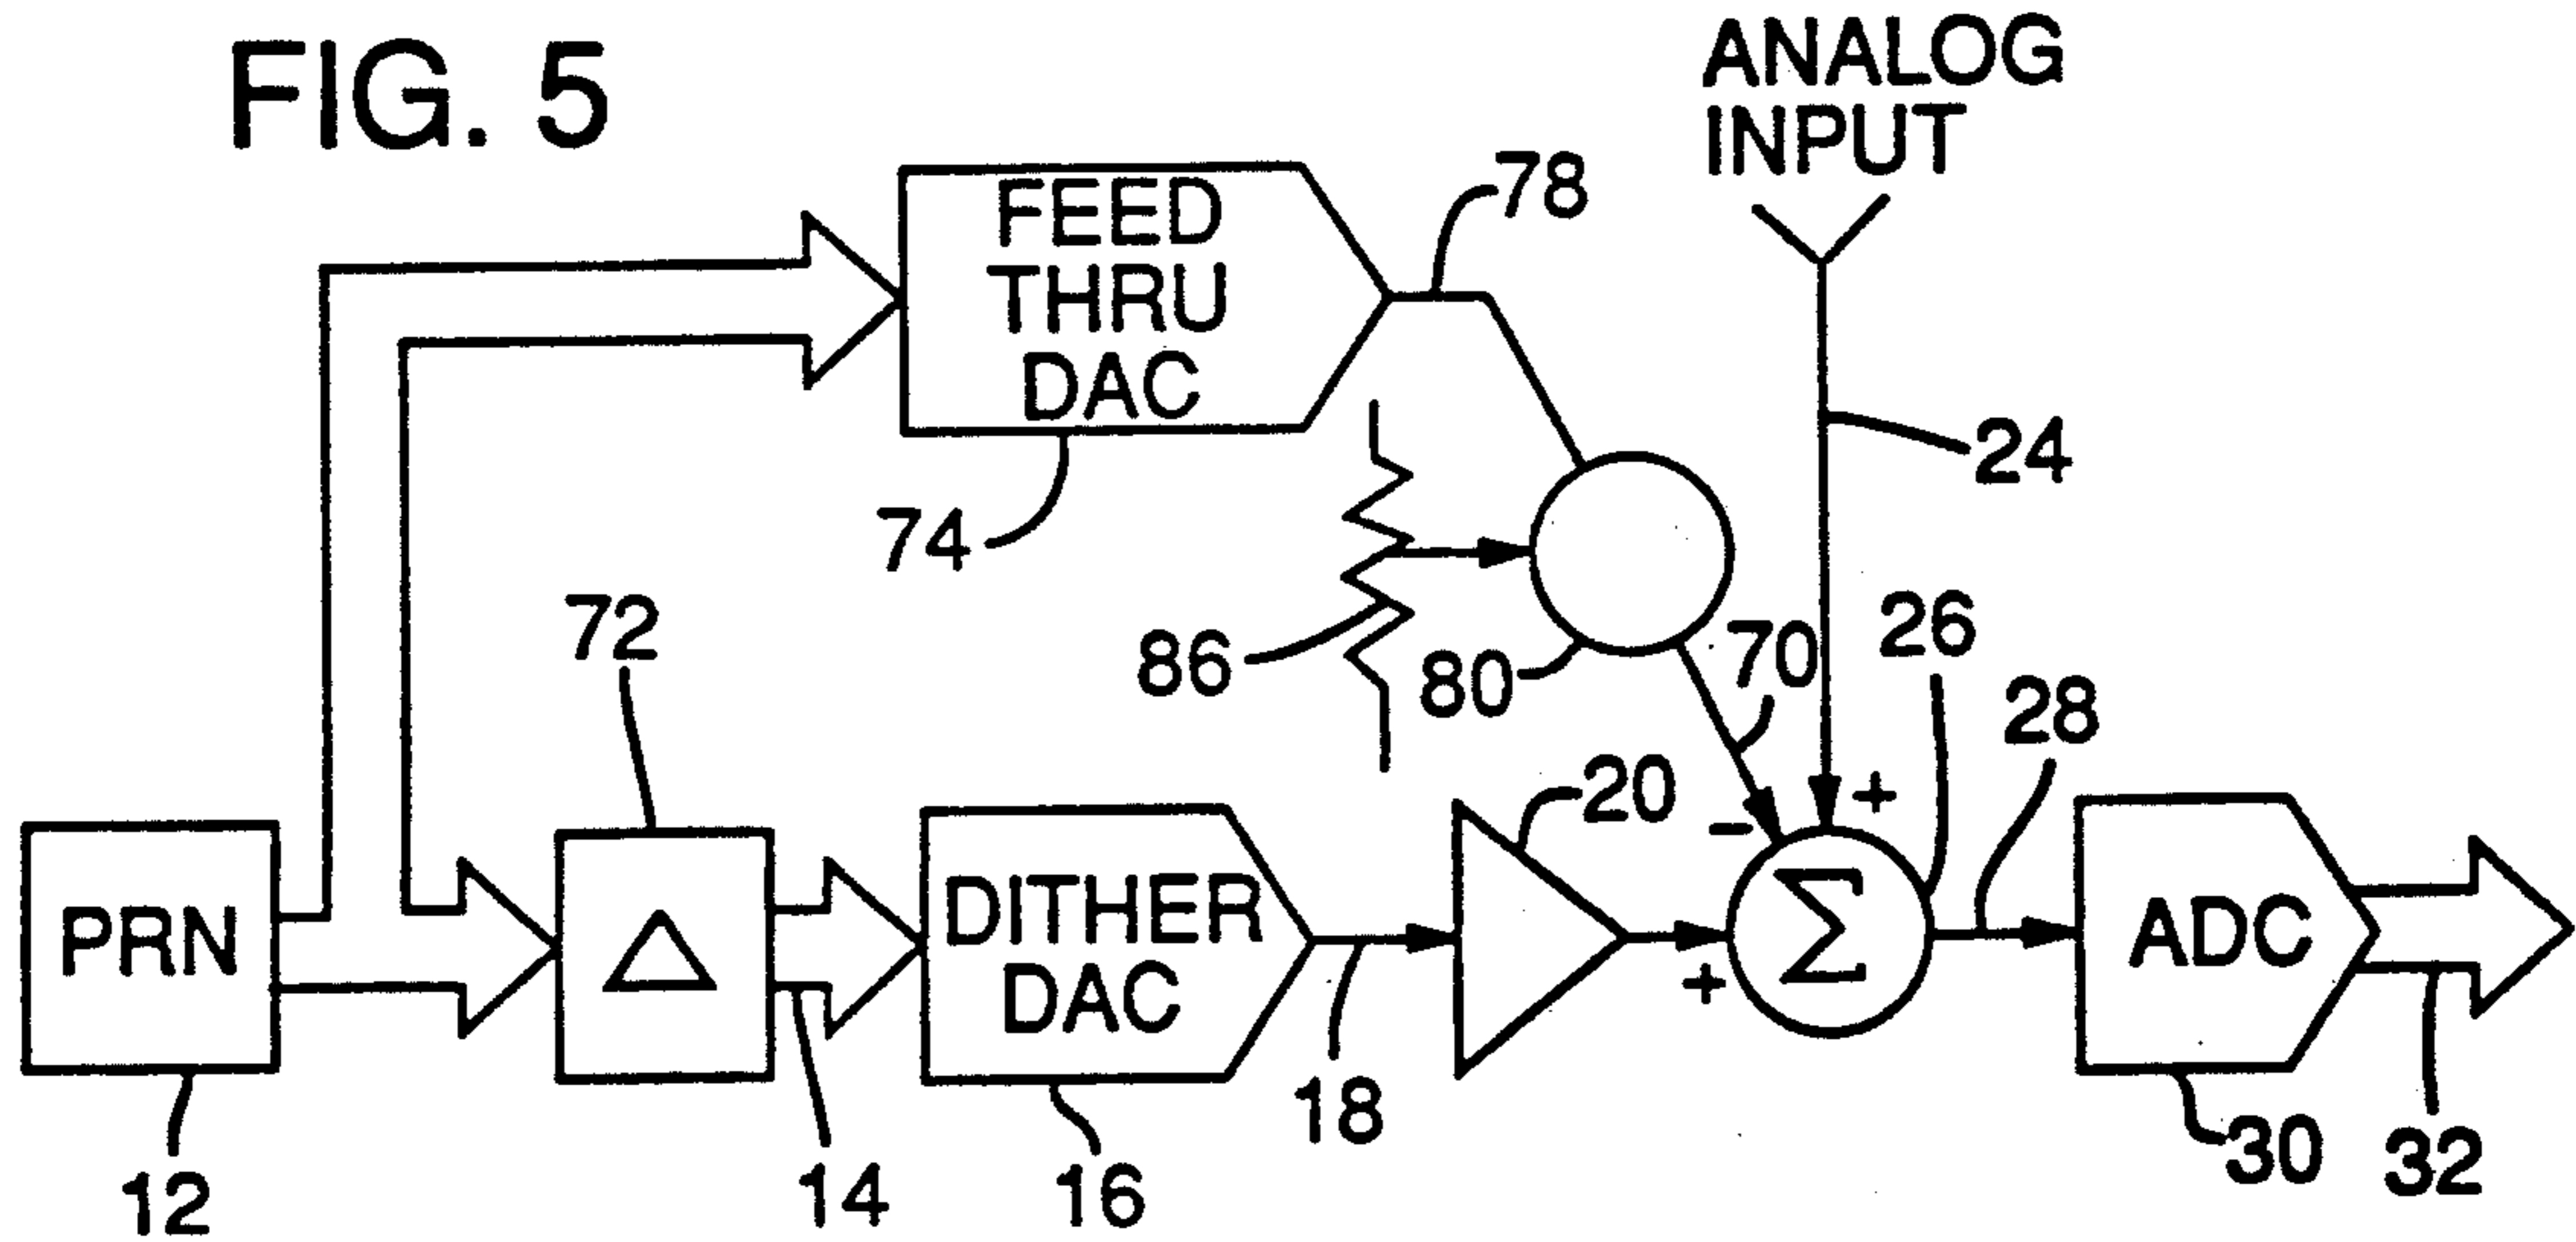 FIG. 5
ANALOG
INPUT
FEED
THRU
DAC
78
74
24
72
86
80
70
26
28
20
+
-
PRN
△
DITHER
DAC
+
Σ
ADC
12
14
16
18
30
32